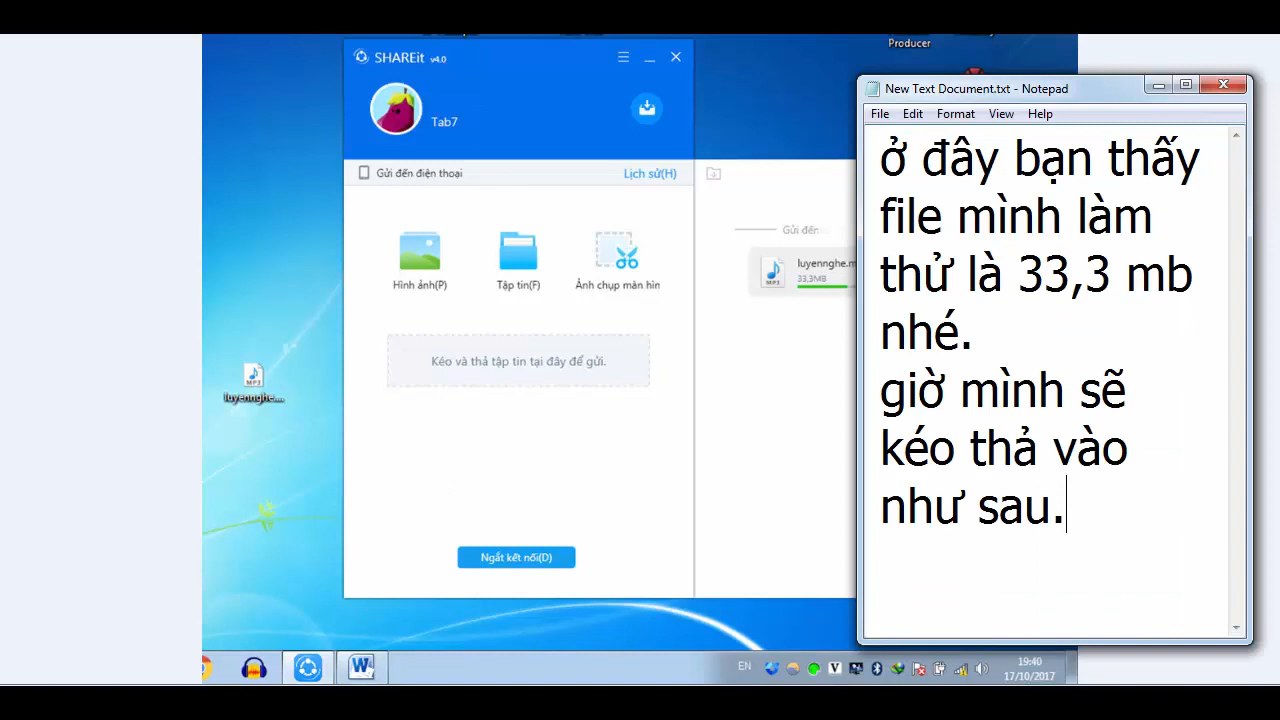 Producer
SHAREit v4.0
Tab7
Gửi đến điện thoại
Lịch sử(H)
Gửi đến
Hình ảnh(P)
Tập tin(F)
Ảnh chụp màn hìn
luyennghe.m
33,3MB
MP3
Kéo và thả tập tin tại đây để gửi.
MP3
luyennghe....
Ngắt kết nối(D)
New Text Document.txt - Notepad
File Edit Format View Help
ở đây bạn thấy
file mình làm
thử là 33,3 mb
nhé.
giờ mình sẽ
kéo thả vào
như sau.
EN
V
19:40
17/10/2017